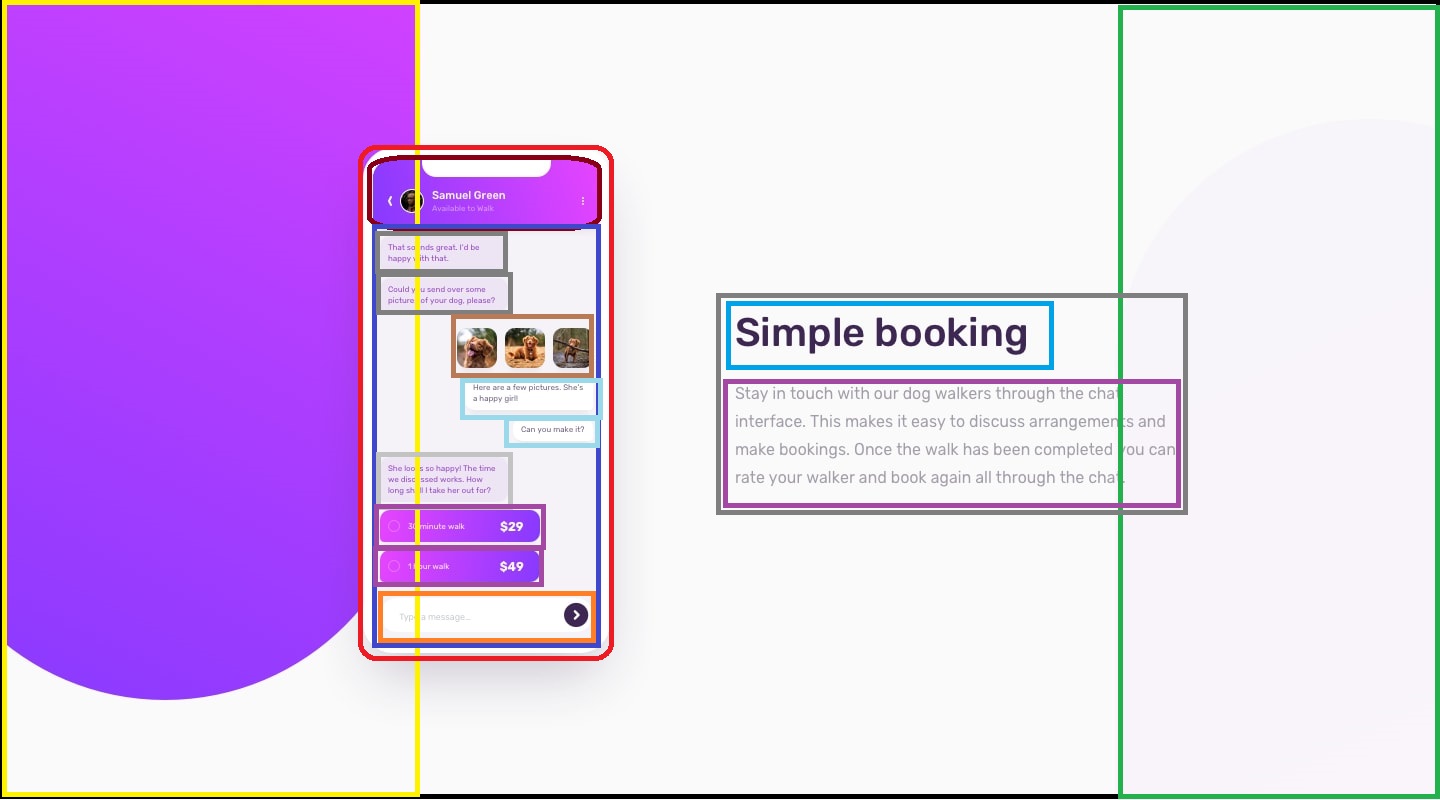 Samuel Green
Available to Walk
That sounds great. I'd be
happy with that.
Could you send over some
pictures of your dog, please?
Here are a few pictures. She's
a happy girl!
Can you make it?
She looks so happy! The time
we discussed works. How
long shall I take her out for?
30 minute walk $29
1 hour walk $49
Type a message…
Simple booking
Stay in touch with our dog walkers through the chat
interface. This makes it easy to discuss arrangements and
make bookings. Once the walk has been completed you can
rate your walker and book again all through the chat.